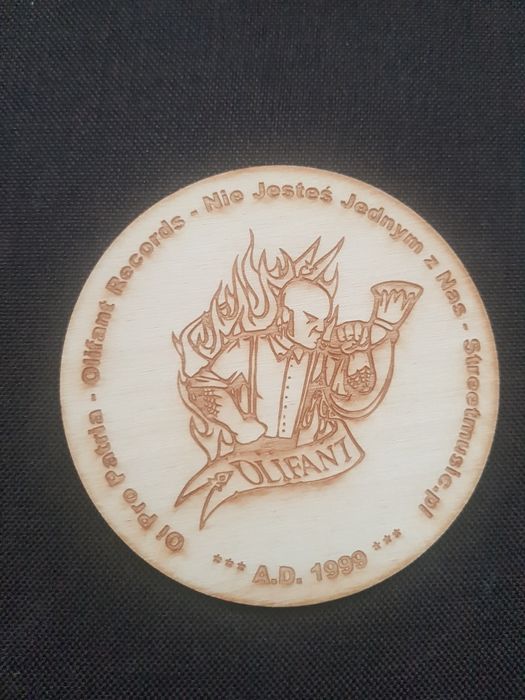 Oi Pro Patria - Olifant Records - Nie Jesteś Jednym z Nas - Streetmusic.pl
OLIFANT
*** A.D. 1999 ***